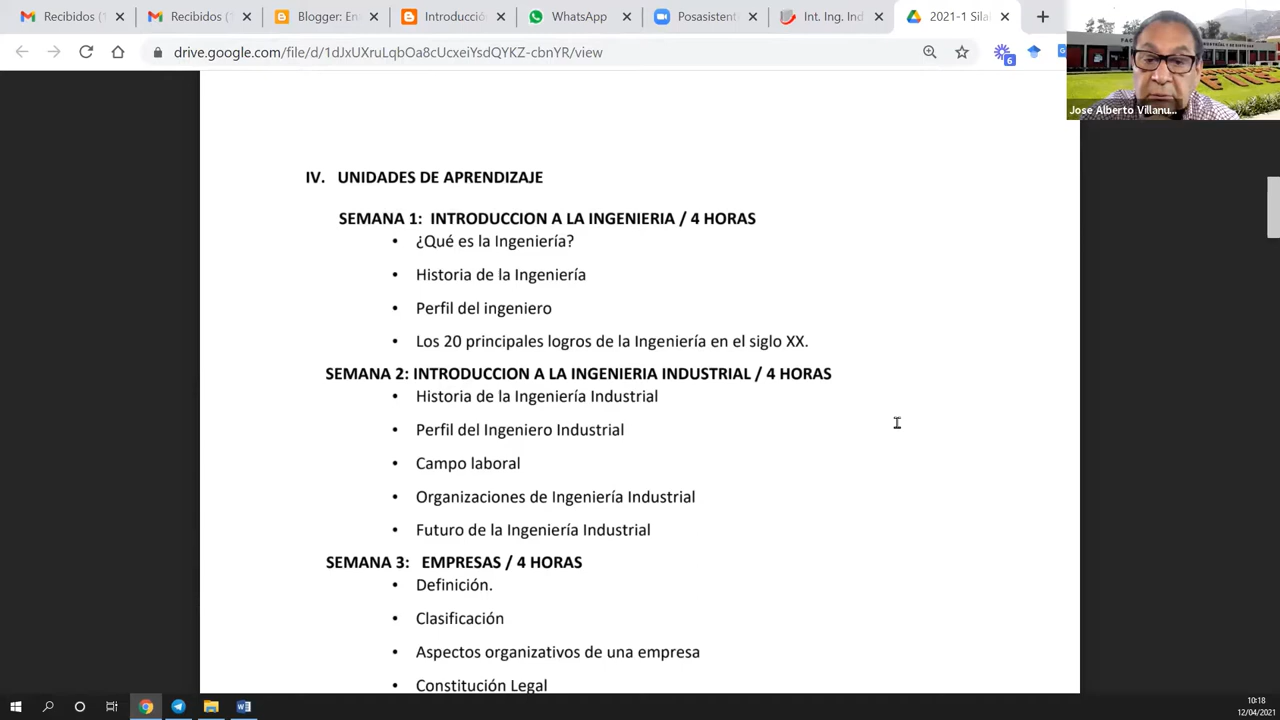 Recibidos (1
Recibidos (1
Blogger: En
Introducció
WhatsApp
Posasistent
Int. Ing. Ind
2021-1 Sila
drive.google.com/file/d/1dJxUXruLqbOa8cUcxeiYsdQYKZ-cbnYR/view
6
Jose Alberto Villanu...
IV. UNIDADES DE APRENDIZAJE
SEMANA 1: INTRODUCCION A LA INGENIERIA / 4 HORAS
• ¿Qué es la Ingeniería?
• Historia de la Ingeniería
• Perfil del ingeniero
• Los 20 principales logros de la Ingeniería en el siglo XX.
SEMANA 2: INTRODUCCION A LA INGENIERIA INDUSTRIAL / 4 HORAS
• Historia de la Ingeniería Industrial
• Perfil del Ingeniero Industrial
• Campo laboral
• Organizaciones de Ingeniería Industrial
• Futuro de la Ingeniería Industrial
SEMANA 3: EMPRESAS / 4 HORAS
• Definición.
• Clasificación
• Aspectos organizativos de una empresa
• Constitución Legal
10:18
12/04/2021